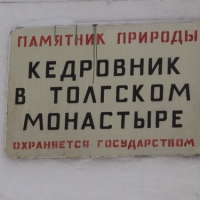 ПАМЯТНИК ПРИРОДЫ
КЕДРОВНИК
В ТОЛГСКОМ
МОНАСТЫРЕ
ОХРАНЯЕТСЯ ГОСУДАРСТВОМ